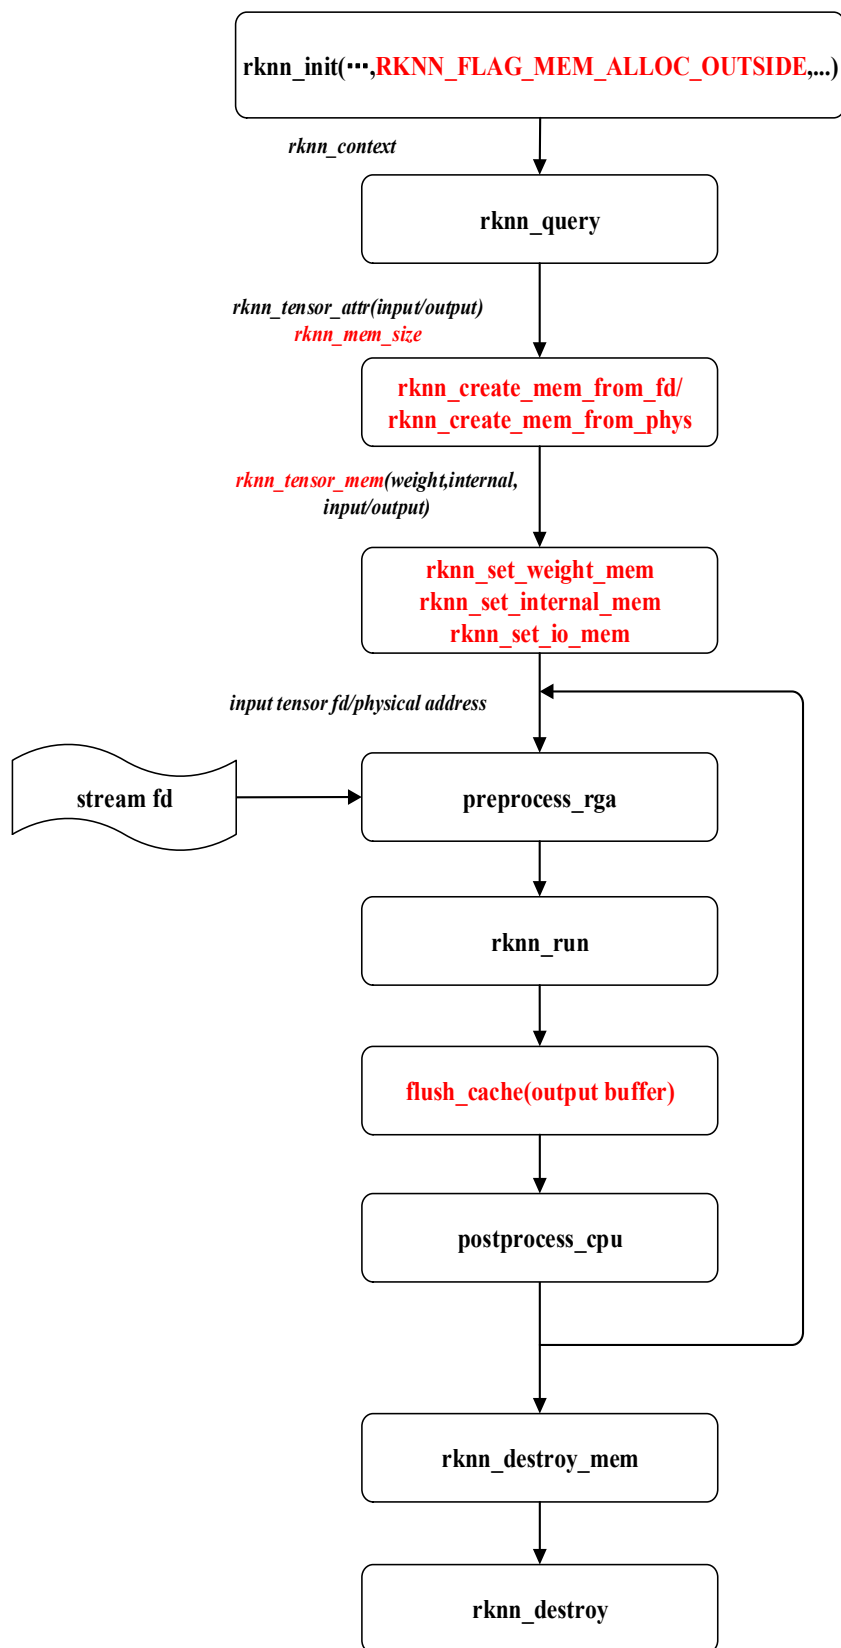 rknn_init(⋯,RKNN_FLAG_MEM_ALLOC_OUTSIDE,...)
rknn_context
rknn_query
rknn_tensor_attr(input/output)
rknn_mem_size
rknn_create_mem_from_fd/
rknn_create_mem_from_phys
rknn_tensor_mem(weight,internal,
input/output)
rknn_set_weight_mem
rknn_set_internal_mem
rknn_set_io_mem
input tensor fd/physical address
stream fd
preprocess_rga
rknn_run
flush_cache(output buffer)
postprocess_cpu
rknn_destroy_mem
rknn_destroy